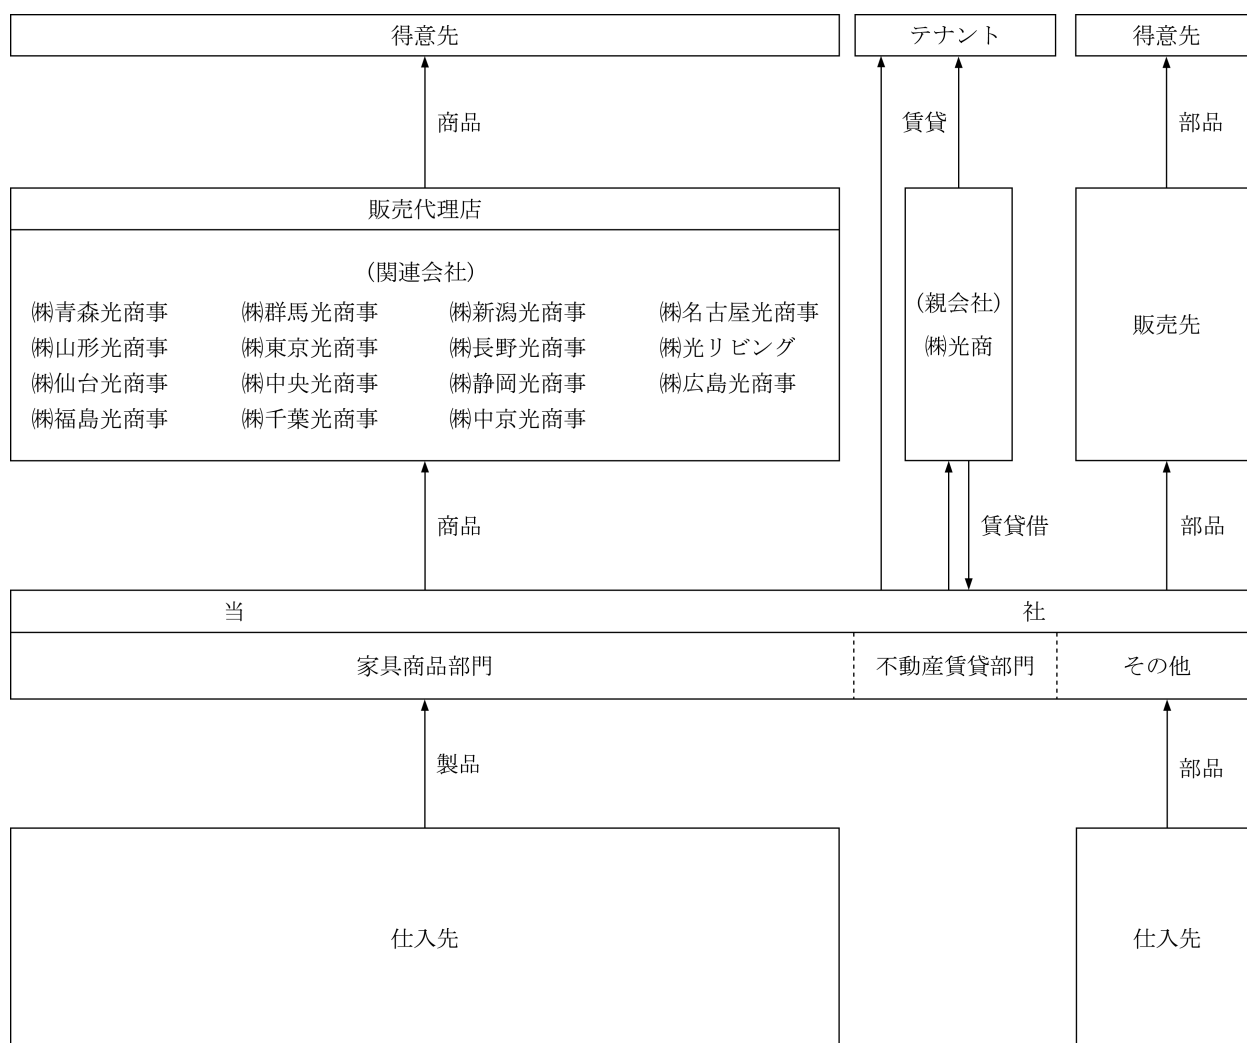 得意先
テナント
得意先
商品
賃貸
部品
販売代理店
(関連会社)
㈱青森光商事 ㈱群馬光商事 ㈱新潟光商事 ㈱名古屋光商事
㈱山形光商事 ㈱東京光商事 ㈱長野光商事 ㈱光リビング
㈱仙台光商事 ㈱中央光商事 ㈱静岡光商事 ㈱広島光商事
㈱福島光商事 ㈱千葉光商事 ㈱中京光商事
(親会社)
㈱光商
販売先
商品
賃貸借
部品
当 社
家具商品部門
不動産賃貸部門
その他
製品
部品
仕入先
仕入先